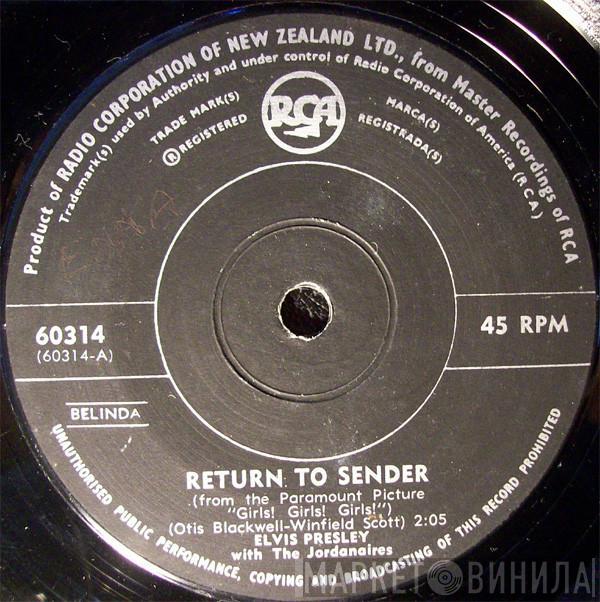 Product of RADIO CORPORATION OF NEW ZEALAND LTD., from Master Recordings of RCA
Trademark(s) used by Authority and under control of Radio Corporation of America (R.C.A.)
TRADE MARK(S)
® REGISTERED
RCA
MARCA(S)
REGISTRADA(S)
60314
(60314-A)
45 RPM
BELINDA
RETURN TO SENDER
(from the Paramount Picture
"Girls! Girls! Girls!")
(Otis Blackwell-Winfield Scott) 2:05
ELVIS PRESLEY
with The Jordanaires
UNAUTHORISED PUBLIC PERFORMANCE, COPYING AND BROADCASTING OF THIS RECORD PROHIBITED
МАРКЕТ ВИНИЛА!